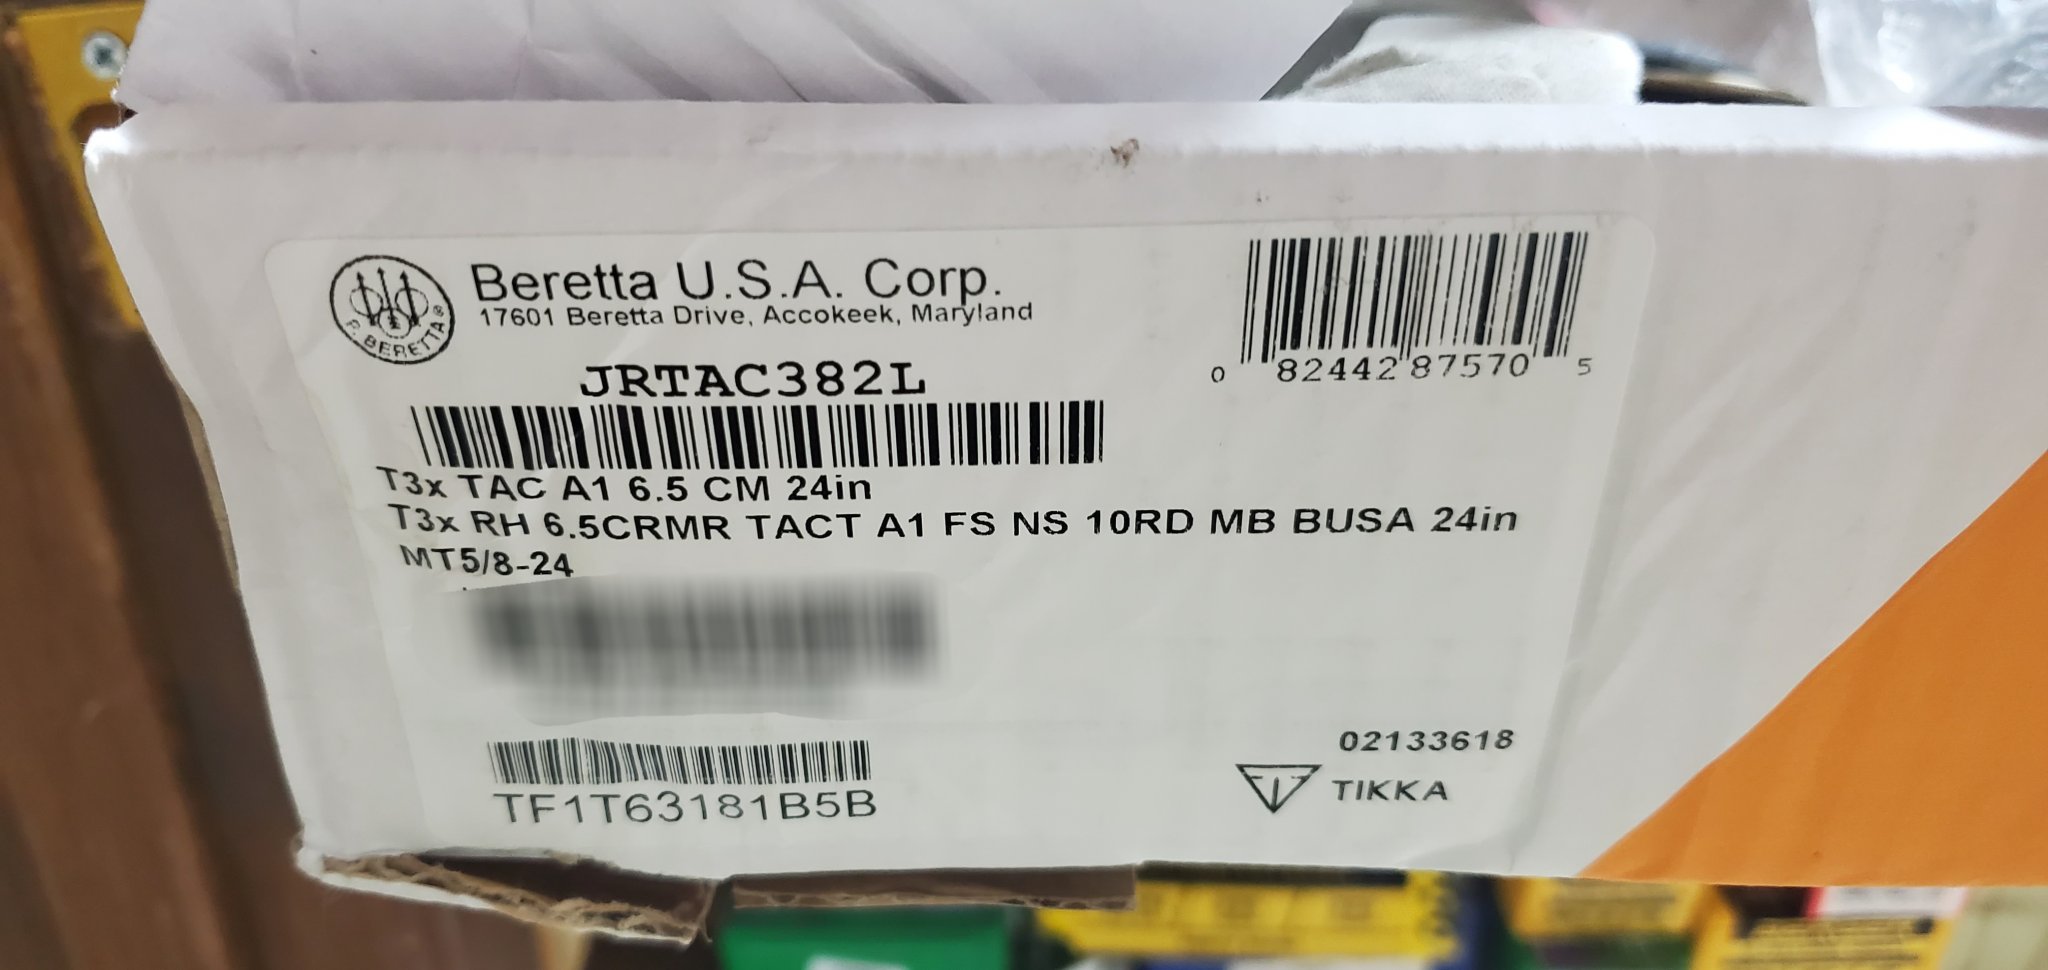 Beretta U.S.A. Corp.
17601 Beretta Drive, Accokeek, Maryland
P. BERETTA®
0 82442 87570 5
JRTAC382L
T3x TAC A1 6.5 CM 24in
T3x RH 6.5CRMR TACT A1 FS NS 10RD MB BUSA 24in
MT5/8-24
TF1T63181B5B
02133618
TIKKA